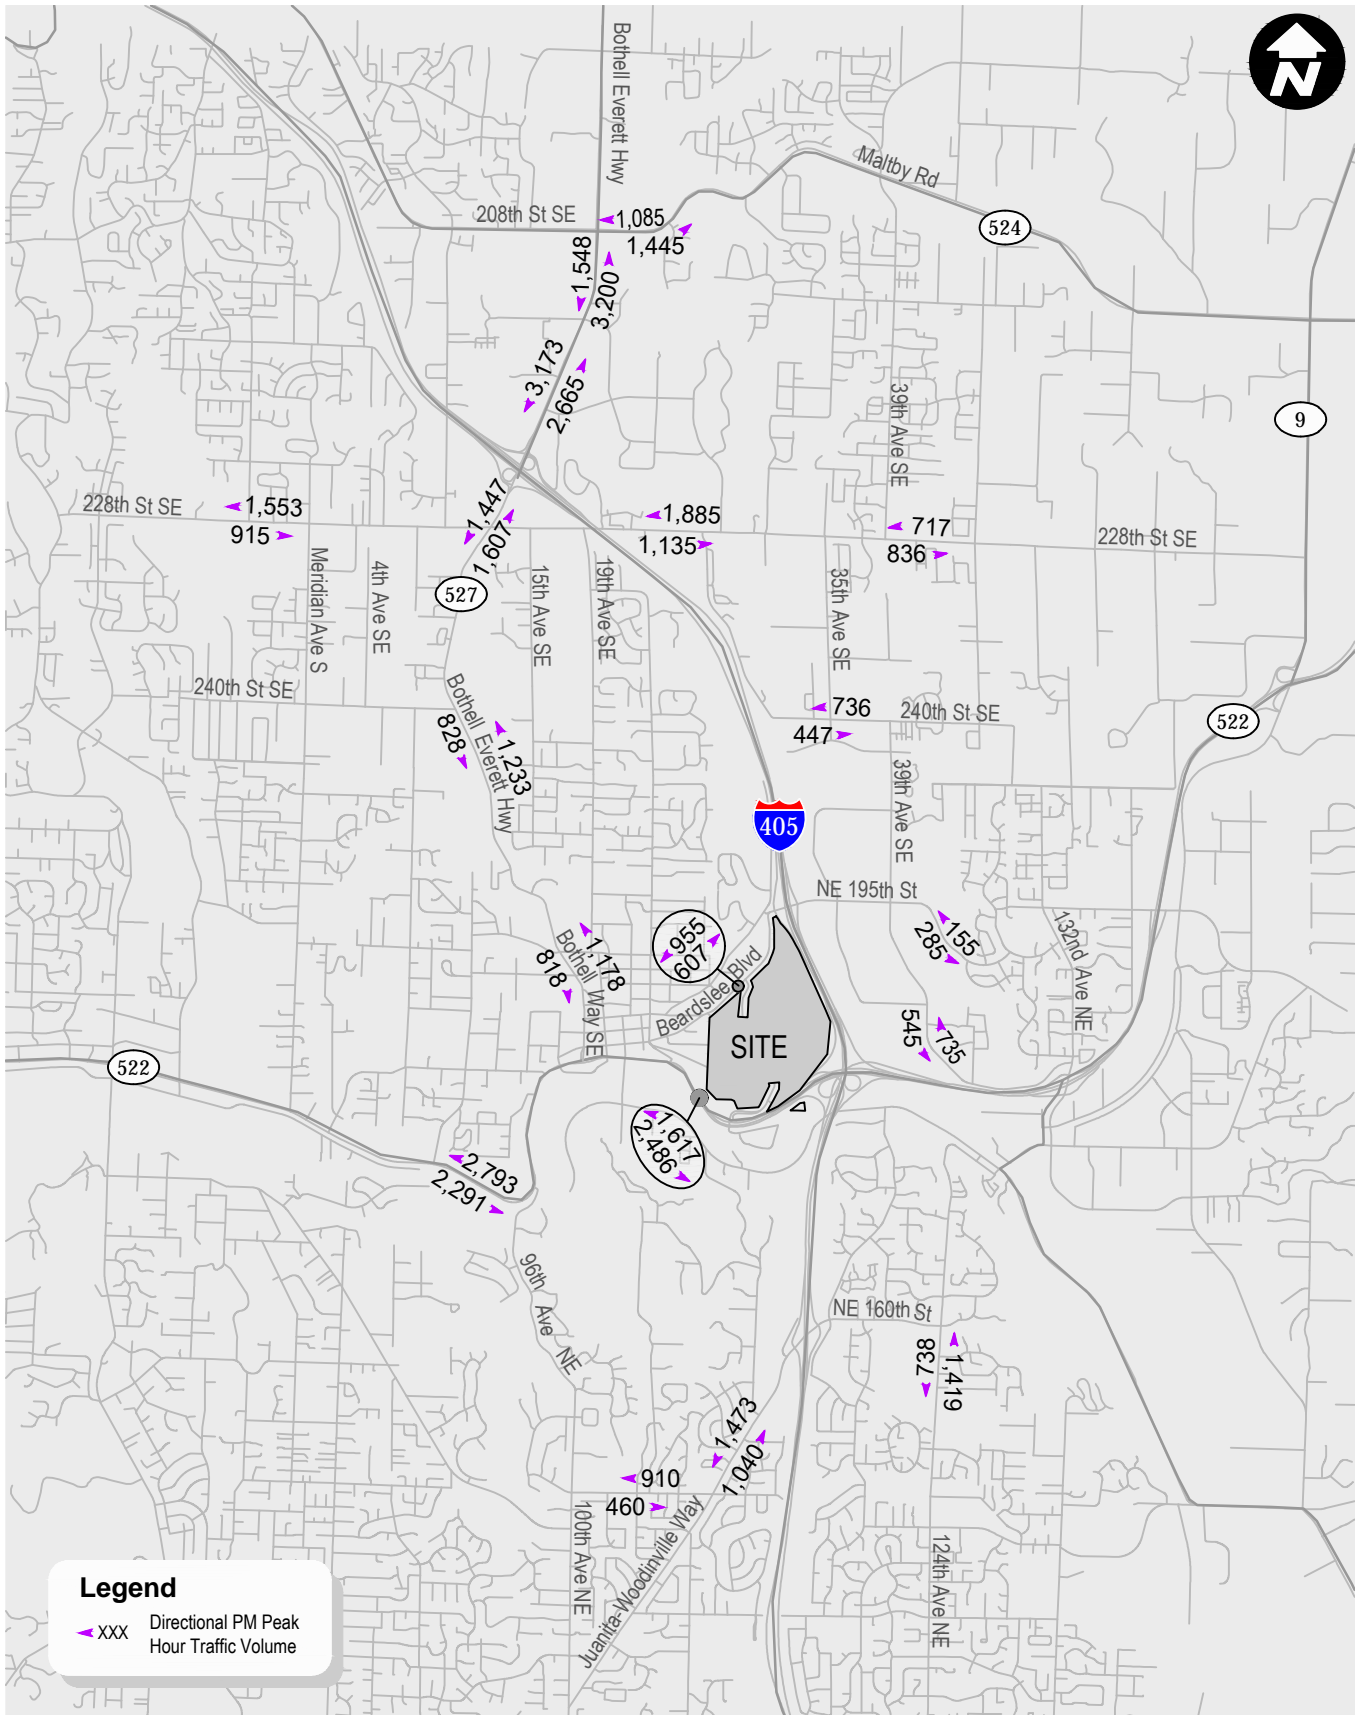 Bothell Everett Hwy
N
Maltby Rd
208th St SE
1,085
1,445
524
1,548
3,200
3,173
2,665
39th Ave SE
9
1,447
1,607
228th St SE
1,553
915
1,885
1,135
717
836
228th St SE
Meridian Ave S
4th Ave SE
527
15th Ave SE
19th Ave SE
35th Ave SE
240th St SE
Bothell Everett Hwy
828
1,233
736
447
240th St SE
522
39th Ave SE
405
NE 195th St
155
285
132nd Ave NE
955
607
Beardslee Blvd
1,178
818
Bothell Way SE
SITE
545
735
522
1,617
2,486
2,793
2,291
96th Ave NE
NE 160th St
738
1,419
1,473
1,040
910
460
100th Ave NE
Juanita-Woodinville Way
124th Ave NE
Legend
XXX Directional PM Peak
Hour Traffic Volume